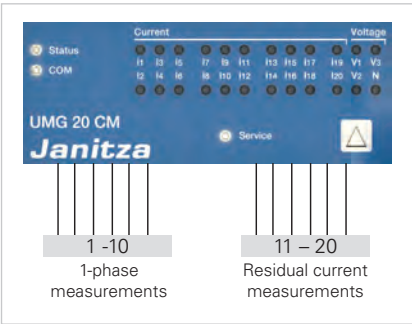 Current Voltage
Status
COM
I1 I3 I5 I7 I9 I11 I13 I15 I17 I19 V1 V3
I2 I4 I6 I8 I10 I12 I14 I16 I18 I20 V2 N
UMG 20 CM
Service
Janitza
1 -10 11 – 20
1-phase Residual current
measurements measurements